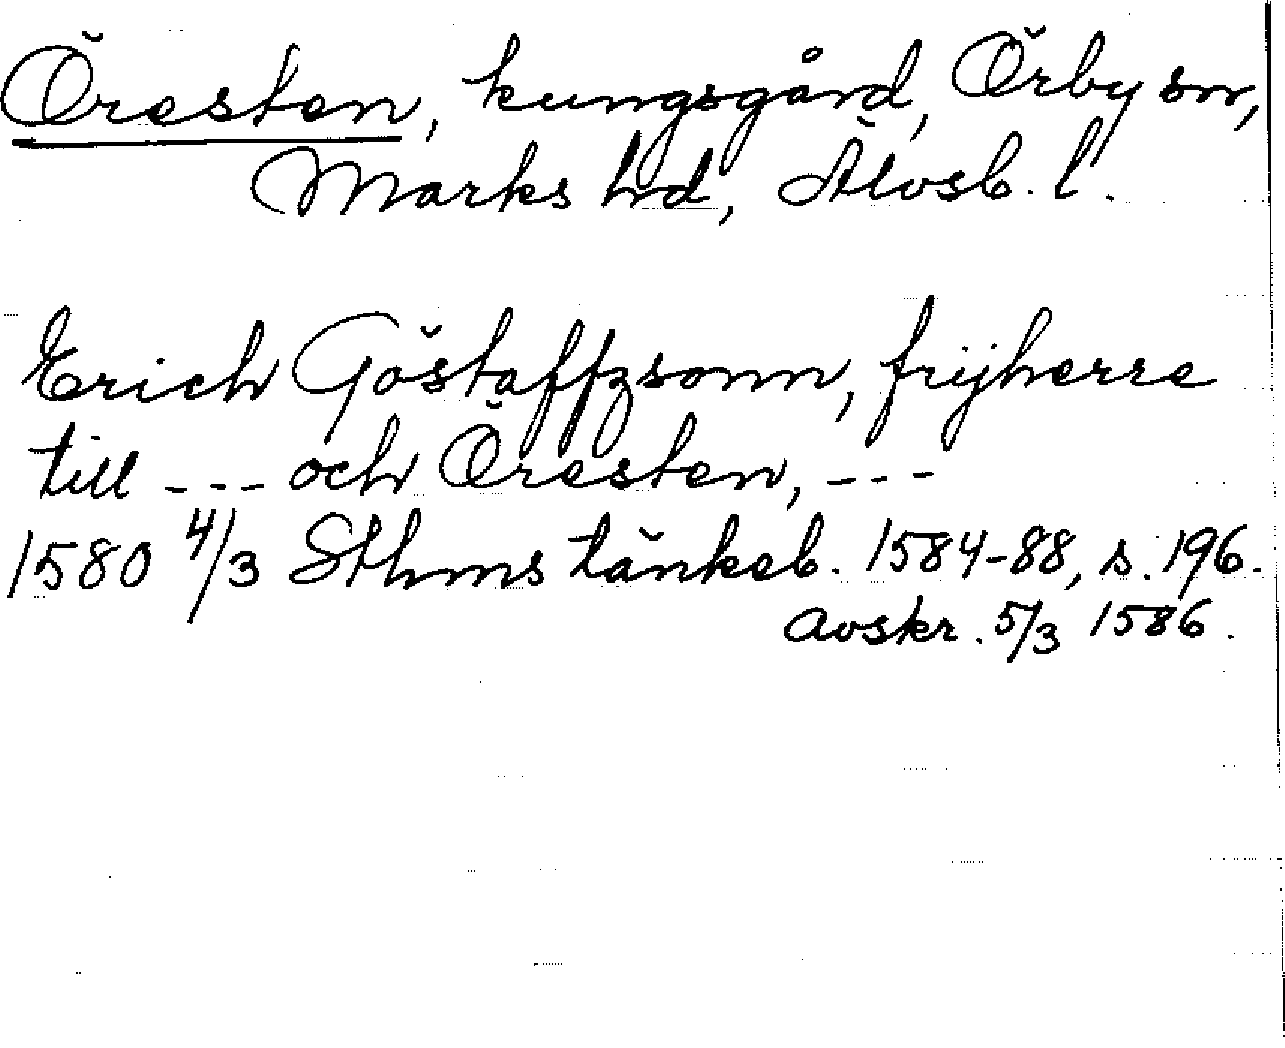 Öresten, kungsgård, Örby sn,
Marks hd, Älvsb. l.
Erich Göstaffzsonn, frijherre
till --- och Öresten, ---
1580 4/3 Sthms tänkeb. 1584-88, s. 196.
Avskr. 5/3 1586.